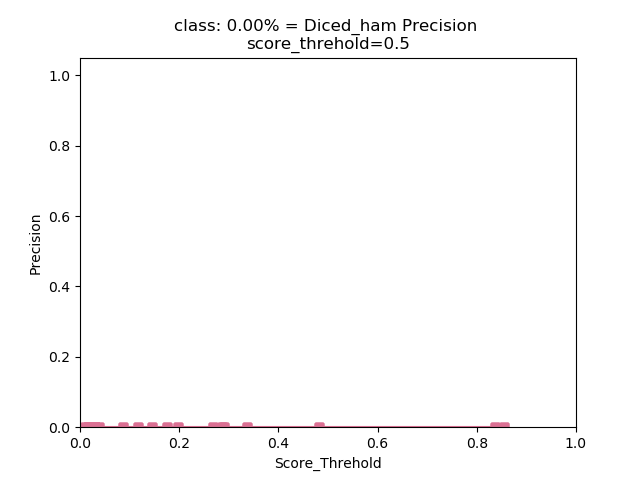 class: 0.00% = Diced_ham Precision
score_threhold=0.5
1.0
0.8
0.6
0.4
0.2
0.0
Precision
0.0 0.2 0.4 0.6 0.8 1.0
Score_Threhold